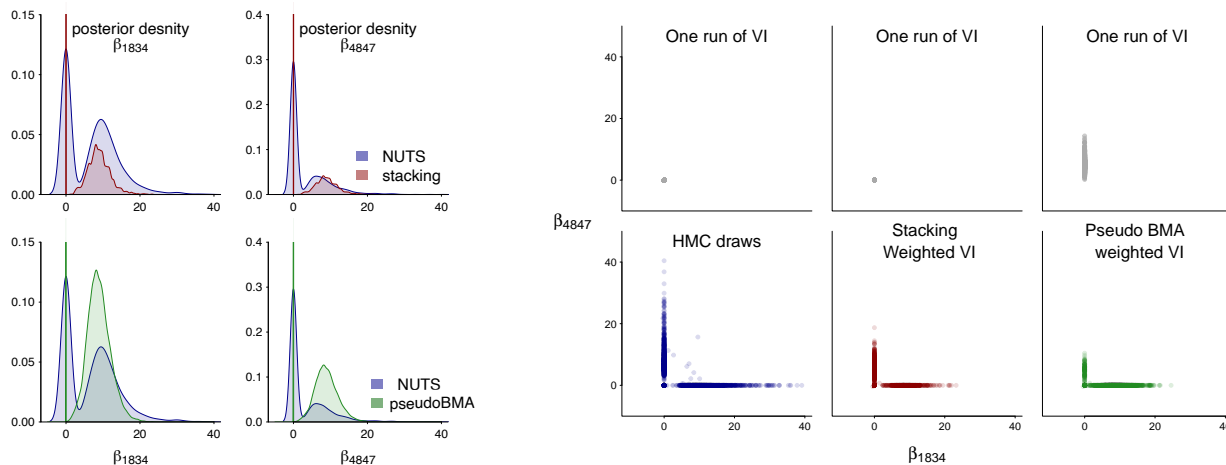 posterior desnity
β1834
0.15
0.10
0.05
0.00
0
20
40
posterior desnity
β4847
0.4
0.3
0.2
0.1
0.0
0
20
40
NUTS
stacking
0.15
0.10
0.05
0.00
0
20
40
β1834
0.4
0.3
0.2
0.1
0.0
0
20
40
NUTS
pseudoBMA
β4847
One run of VI
One run of VI
One run of VI
40
20
0
β4847
HMC draws
Stacking
Weighted VI
Pseudo BMA
weighted VI
40
20
0
0
20
40
0
20
40
0
20
40
β1834